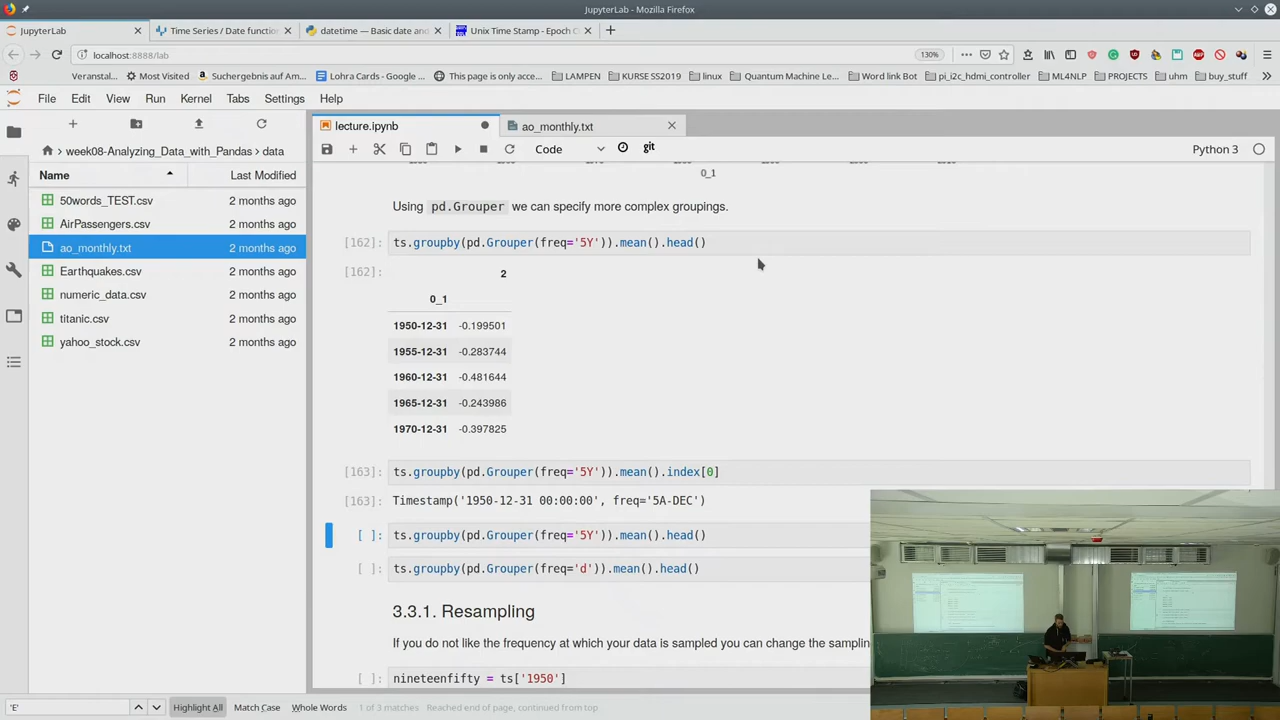 JupyterLab - Mozilla Firefox
JupyterLab
Time Series / Date function
datetime — Basic date and
Unix Time Stamp - Epoch C
localhost:8888/lab
130%
Veranstal...
Most Visited
Suchergebnis auf Am...
Lohra Cards - Google ...
This page is only acce...
LAMPEN
KURSE SS2019
linux
Quantum Machine Le...
Word link Bot
pi_i2c_hdmi_controller
ML4NLP
PROJECTS
uhm
buy_stuff
File Edit View Run Kernel Tabs Settings Help
lecture.ipynb
ao_monthly.txt
Code
git
Python 3
week08-Analyzing_Data_with_Pandas / data
Name Last Modified
50words_TEST.csv 2 months ago
AirPassengers.csv 2 months ago
ao_monthly.txt 2 months ago
Earthquakes.csv 2 months ago
numeric_data.csv 2 months ago
titanic.csv 2 months ago
yahoo_stock.csv 2 months ago
0_1
Using pd.Grouper we can specify more complex groupings.
[162]: ts.groupby(pd.Grouper(freq='5Y')).mean().head()
[162]: 2
0_1
1950-12-31 -0.199501
1955-12-31 -0.283744
1960-12-31 -0.481644
1965-12-31 -0.243986
1970-12-31 -0.397825
[163]: ts.groupby(pd.Grouper(freq='5Y')).mean().index[0]
[163]: Timestamp('1950-12-31 00:00:00', freq='5A-DEC')
[ ]: ts.groupby(pd.Grouper(freq='5Y')).mean().head()
[ ]: ts.groupby(pd.Grouper(freq='d')).mean().head()
3.3.1. Resampling
If you do not like the frequency at which your data is sampled you can change the sampling
[ ]: nineteenfifty = ts['1950']
'E'
Highlight All
Match Case
Whole Words
1 of 3 matches
Reached end of page, continued from top